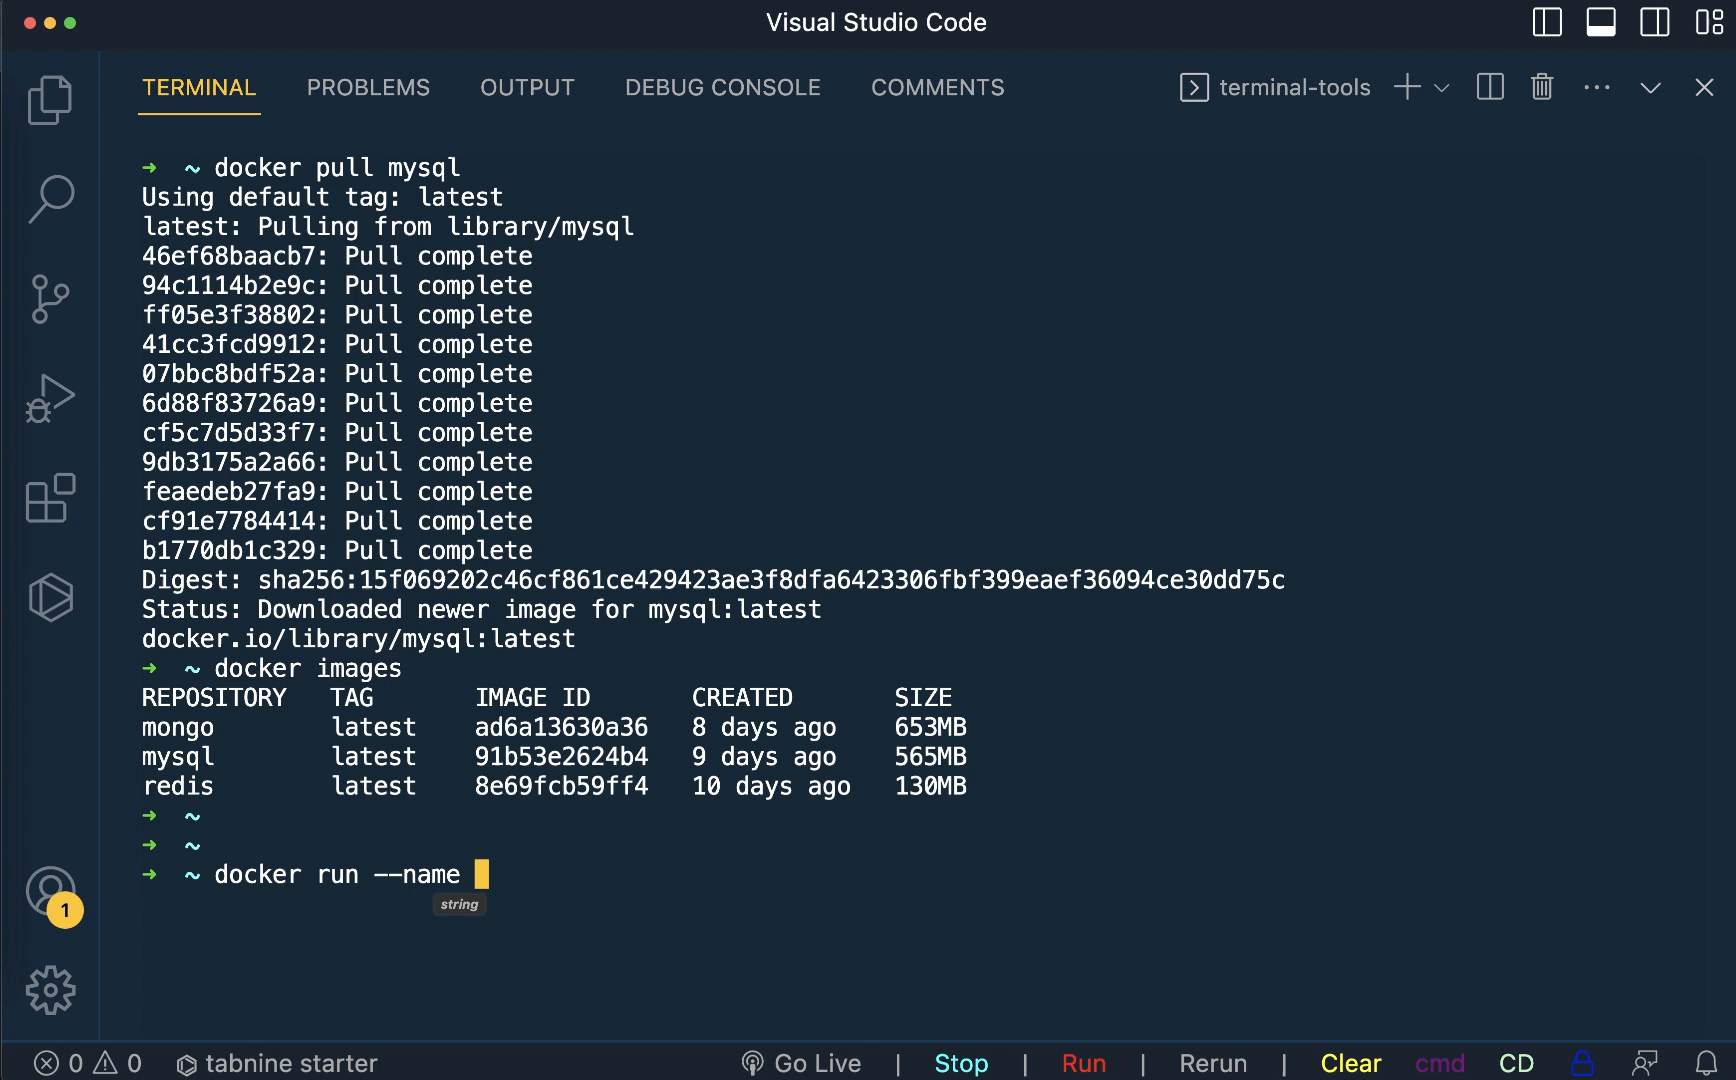 Visual Studio Code
TERMINAL PROBLEMS OUTPUT DEBUG CONSOLE COMMENTS terminal-tools
➜ ~ docker pull mysql
Using default tag: latest
latest: Pulling from library/mysql
46ef68baacb7: Pull complete
94c1114b2e9c: Pull complete
ff05e3f38802: Pull complete
41cc3fcd9912: Pull complete
07bbc8bdf52a: Pull complete
6d88f83726a9: Pull complete
cf5c7d5d33f7: Pull complete
9db3175a2a66: Pull complete
feaedeb27fa9: Pull complete
cf91e7784414: Pull complete
b1770db1c329: Pull complete
Digest: sha256:15f069202c46cf861ce429423ae3f8dfa6423306fbf399eaef36094ce30dd75c
Status: Downloaded newer image for mysql:latest
docker.io/library/mysql:latest
➜ ~ docker images
REPOSITORY TAG IMAGE ID CREATED SIZE
mongo latest ad6a13630a36 8 days ago 653MB
mysql latest 91b53e2624b4 9 days ago 565MB
redis latest 8e69fcb59ff4 10 days ago 130MB
➜ ~
➜ ~
➜ ~ docker run --name
string
1
0 0 tabnine starter Go Live | Stop | Run | Rerun | Clear cmd CD